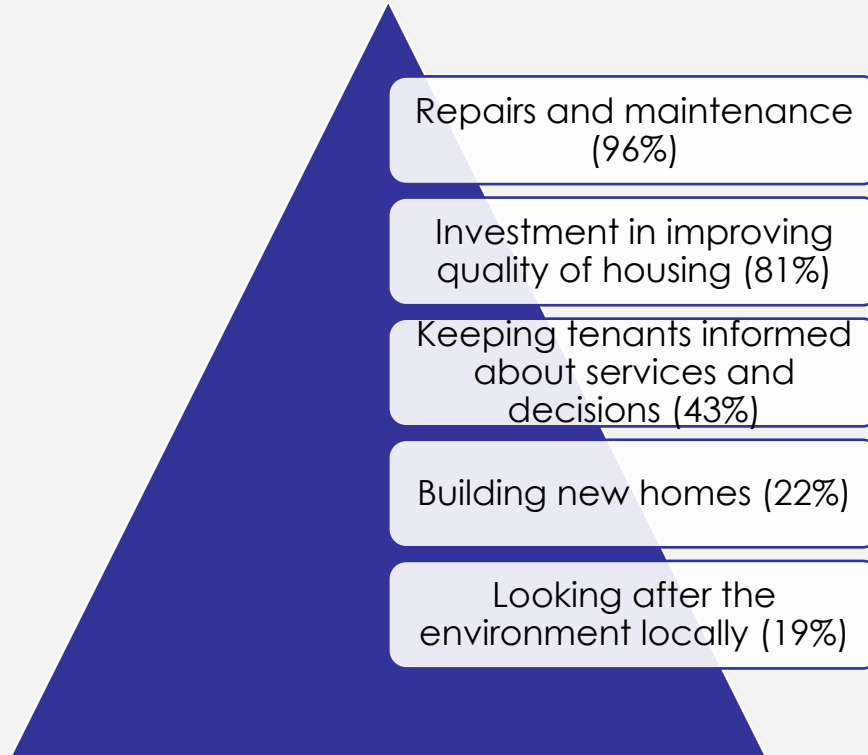 Repairs and maintenance
(96%)
Investment in improving
quality of housing (81%)
Keeping tenants informed
about services and
decisions (43%)
Building new homes (22%)
Looking after the
environment locally (19%)